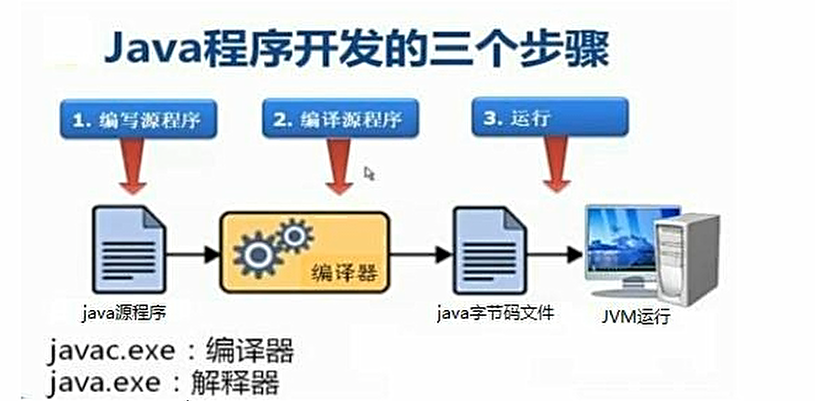 Java程序开发的三个步骤
1. 编写源程序
2. 编译源程序
3. 运行
编译器
java源程序
java字节码文件
JVM运行
javac.exe：编译器
java.exe：解释器